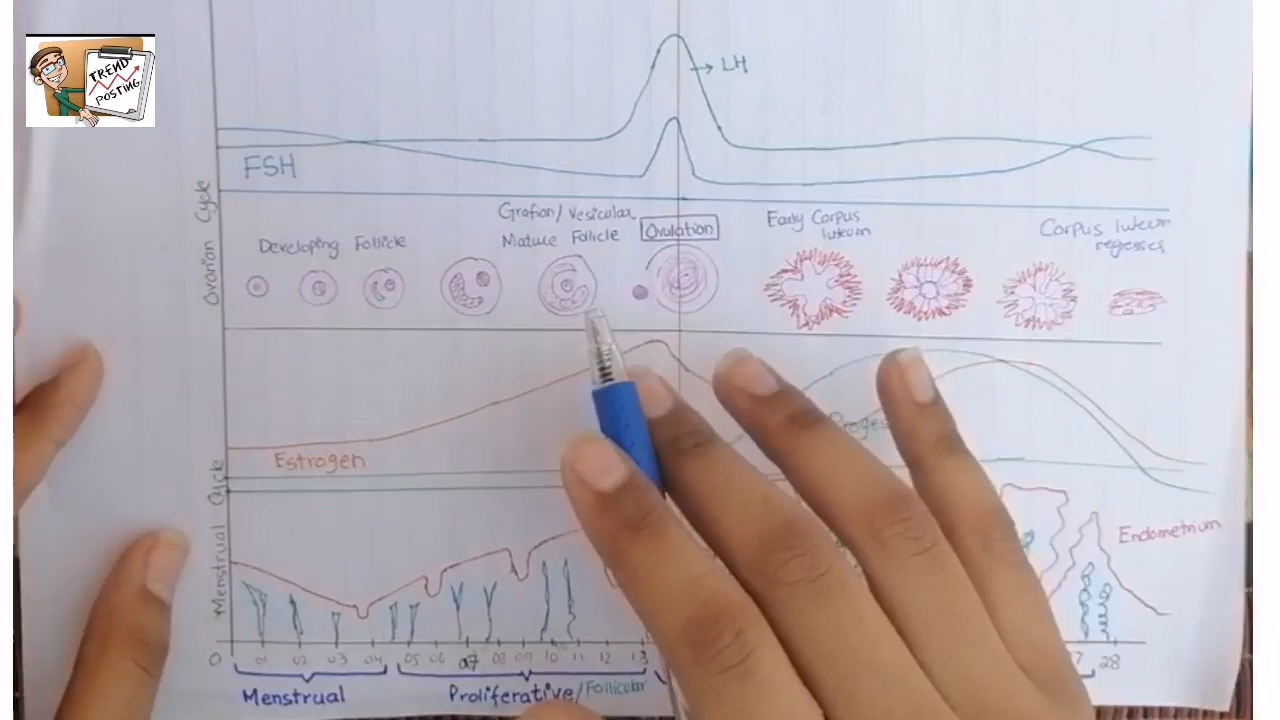 TREND
POSTING
LH
FSH
Ovarian Cycle
Grafian/Vesicular
Mature Follicle
Developing Follicle
Ovulation
Early Corpus
luteum
Corpus luteum
regresses
Estrogen
Menstrual Cycle
Endometrium
0 01 02 03 04 05 06 07 08 09 10 11 12 13 28
Menstrual
Proliferative/Follicular